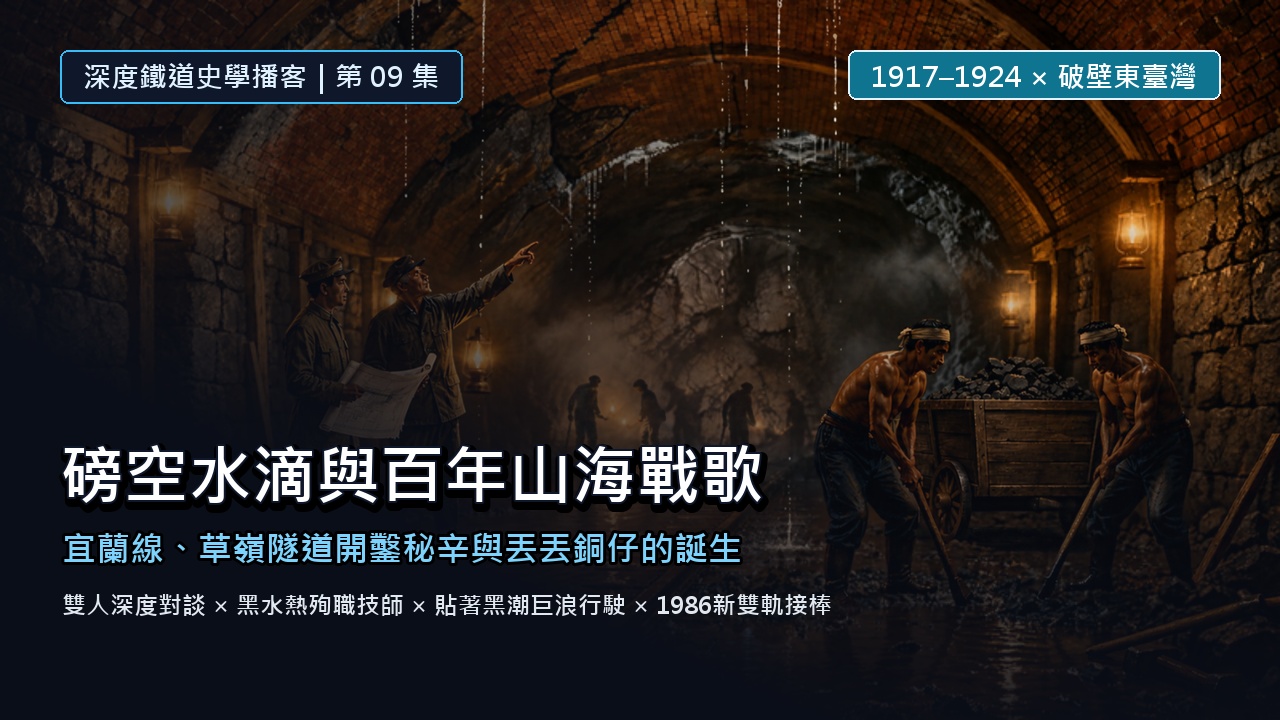 深度鐵道史學播客 | 第 09 集
1917–1924 × 破壁東臺灣
磅空水滴與百年山海戰歌
宜蘭線、草嶺隧道開鑿秘辛與丟丟銅仔的誕生
雙人深度對談 × 黑水熱殉職技師 × 貼著黑潮巨浪行駛 × 1986新雙軌接棒